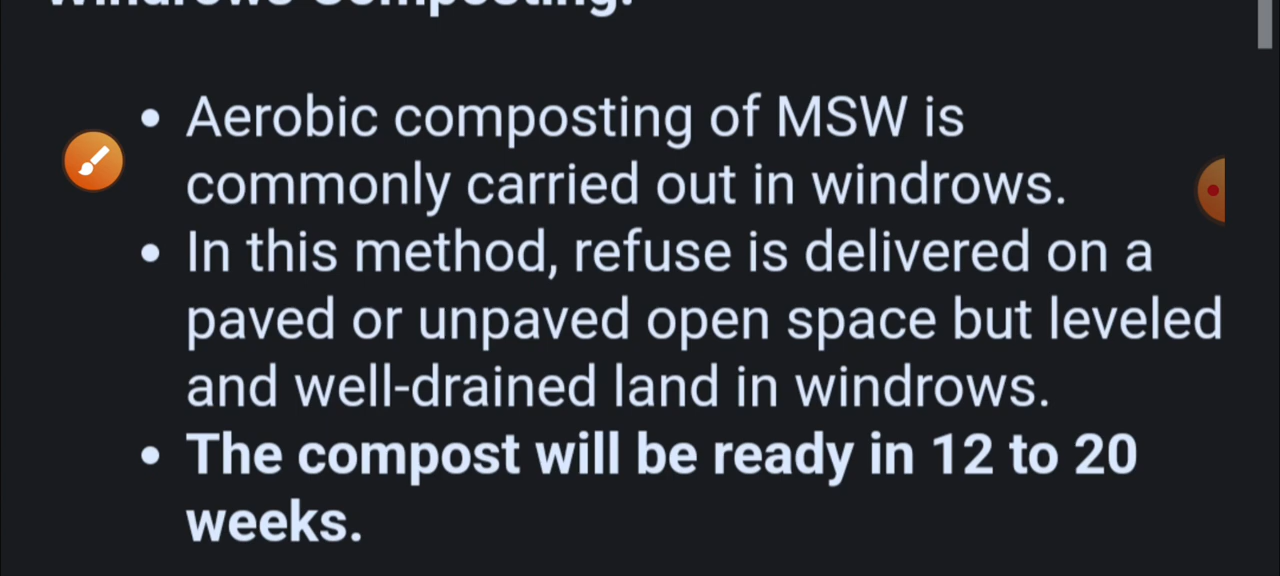 Windrows Composting:
• Aerobic composting of MSW is
commonly carried out in windrows.
• In this method, refuse is delivered on a
paved or unpaved open space but leveled
and well-drained land in windrows.
• The compost will be ready in 12 to 20
weeks.